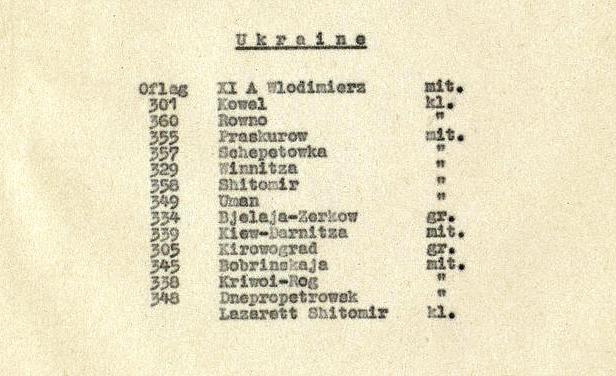 Ukraine
Oflag XI A Wlodimierz mit.
301 Kowel kl.
360 Rowno "
355 Praskurow mit.
357 Schepetowka "
329 Winnitza "
358 Shitomir "
349 Uman "
334 Bjelaja-Zerkow gr.
339 Kiew-Darnitza mit.
305 Kirowograd gr.
345 Bobrinskaja mit.
338 Kriwoi-Rog "
348 Dnepropetrowsk "
Lazarett Shitomir kl.